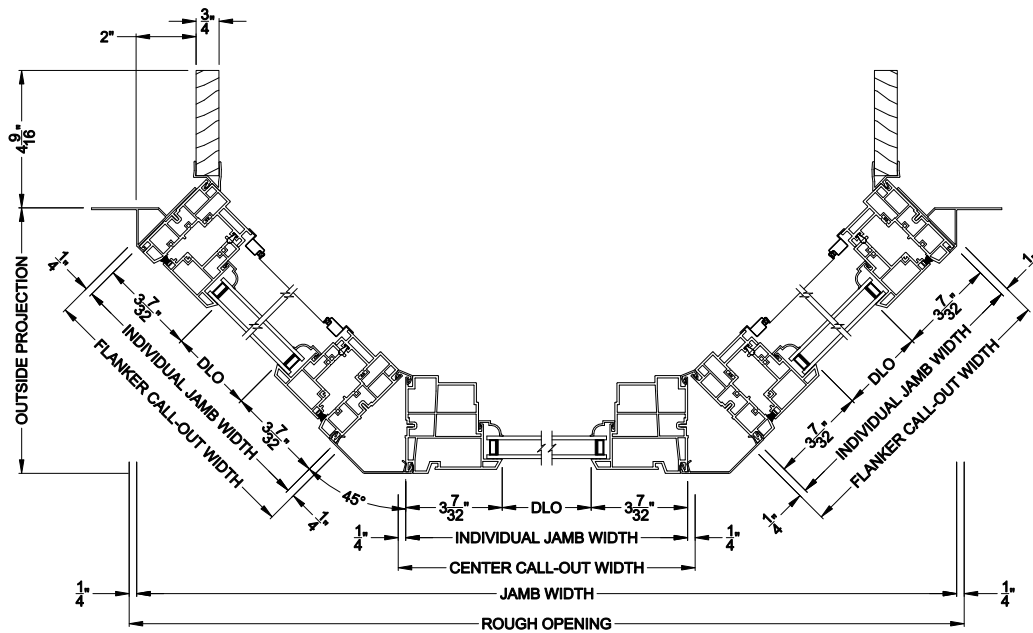 3/4"
2"
4 9/16"
OUTSIDE PROJECTION
1/4"
3 7/32"
DLO
3 7/32"
1/4"
INDIVIDUAL JAMB WIDTH
FLANKER CALL-OUT WIDTH
45°
3 7/32"
DLO
3 7/32"
1/4"
INDIVIDUAL JAMB WIDTH
1/4"
CENTER CALL-OUT WIDTH
1/4"
JAMB WIDTH
1/4"
ROUGH OPENING
3 7/32"
DLO
3 7/32"
1/4"
INDIVIDUAL JAMB WIDTH
FLANKER CALL-OUT WIDTH